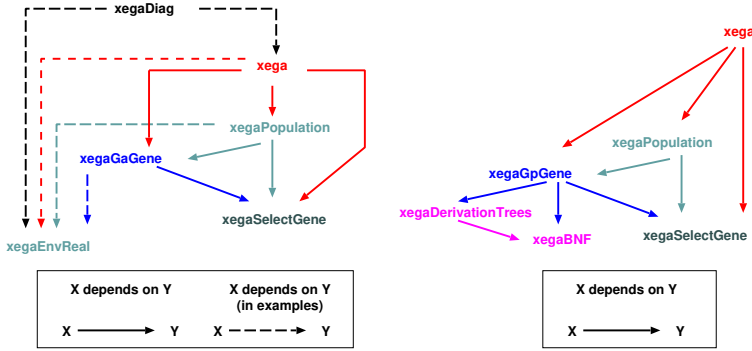 xegaDiag
xega
xegaPopulation
xegaGaGene
xegaSelectGene
xegaEnvReal
X depends on Y
X depends on Y
(in examples)
X Y
X Y
xega
xegaPopulation
xegaGpGene
xegaDerivationTrees
xegaSelectGene
xegaBNF
X depends on Y
X Y